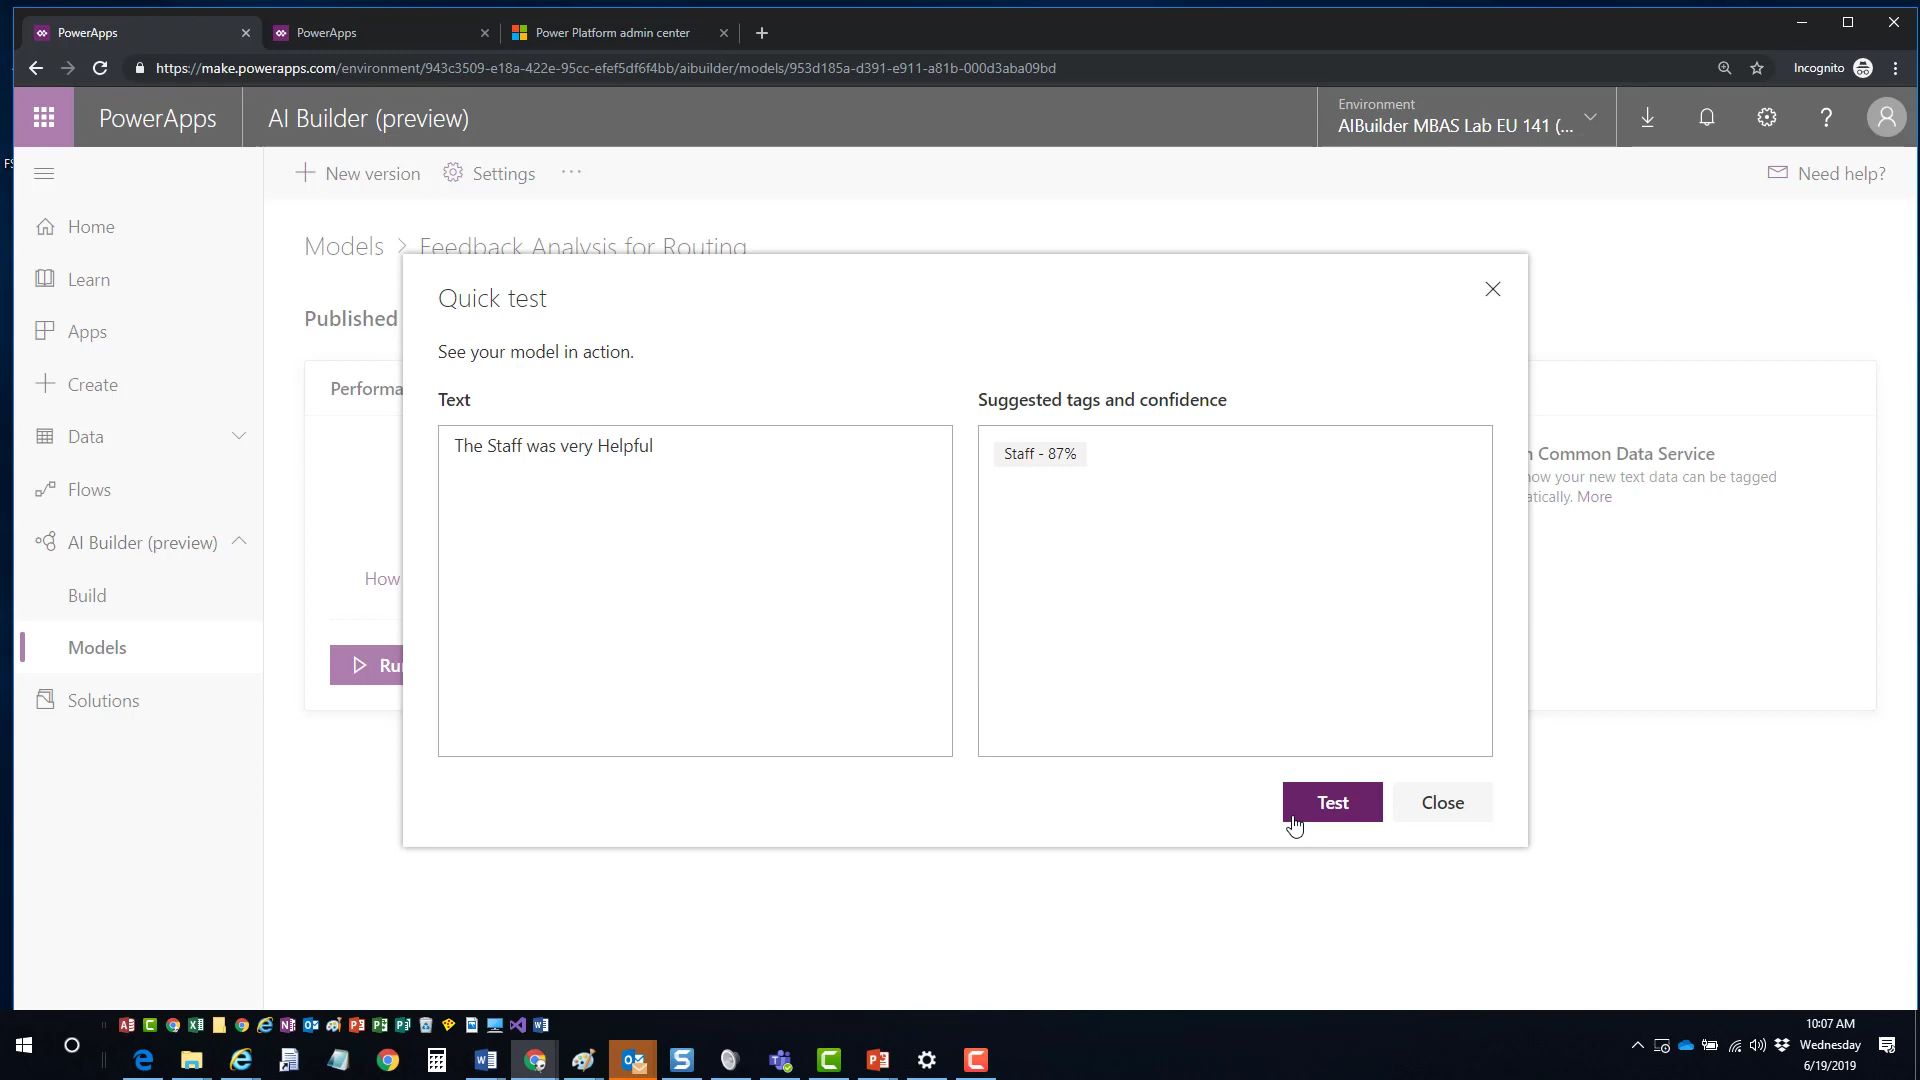 PowerApps
PowerApps
Power Platform admin center
https://make.powerapps.com/environment/943c3509-e18a-422e-95cc-efef5df6f4bb/aibuilder/models/953d185a-d391-e911-a81b-000d3aba09bd
Incognito
PowerApps
AI Builder (preview)
Environment
AIBuilder MBAS Lab EU 141 (...
New version
Settings
Need help?
Home
Learn
Apps
Create
Data
Flows
AI Builder (preview)
Build
Models
Solutions
Models > Feedback Analysis for Routing
Published
Performa
How
Ru
Common Data Service
ow your new text data can be tagged
atically. More
Quick test
See your model in action.
Text
The Staff was very Helpful
Suggested tags and confidence
Staff - 87%
Test
Close
10:07 AM
Wednesday
6/19/2019